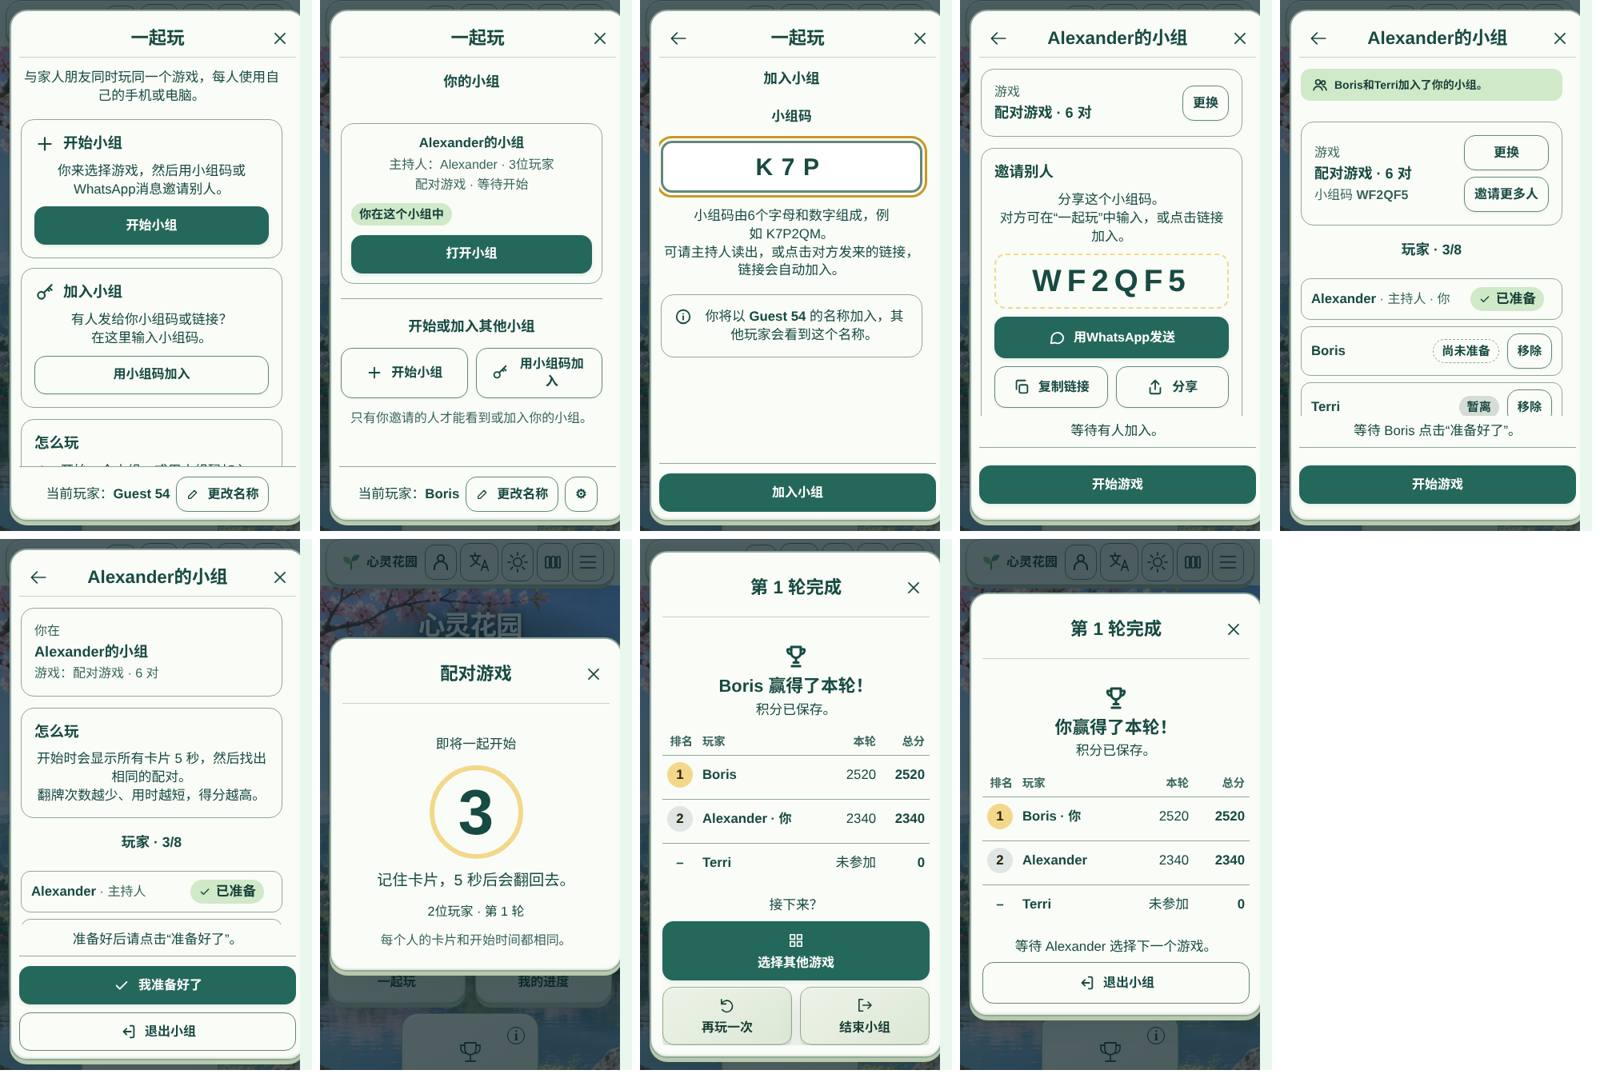 一起玩
与家人朋友同时玩同一个游戏，每人使用自
己的手机或电脑。
开始小组
你来选择游戏，然后用小组码或
WhatsApp消息邀请别人。
开始小组
加入小组
有人发给你小组码或链接？
在这里输入小组码。
用小组码加入
怎么玩
当前玩家：Guest 54
更改名称
一起玩
你的小组
Alexander的小组
主持人：Alexander · 3位玩家
配对游戏 · 等待开始
你在这个小组中
打开小组
开始或加入其他小组
开始小组
用小组码加
入
只有你邀请的人才能看到或加入你的小组。
当前玩家：Boris
更改名称
一起玩
加入小组
小组码
K7P
小组码由6个字母和数字组成，例
如 K7P2QM。
可请主持人读出，或点击对方发来的链接，
链接会自动加入。
你将以 Guest 54 的名称加入，其
他玩家会看到这个名称。
加入小组
Alexander的小组
游戏
配对游戏 · 6 对
更换
邀请别人
分享这个小组码。
对方可在“一起玩”中输入，或点击链接
加入。
WF2QF5
用WhatsApp发送
复制链接
分享
等待有人加入。
开始游戏
Alexander的小组
Boris和Terri加入了你的小组。
游戏
配对游戏 · 6 对
小组码 WF2QF5
更换
邀请更多人
玩家 · 3/8
Alexander · 主持人 · 你
已准备
Boris
尚未准备
移除
Terri
暂离
移除
等待 Boris 点击“准备好了”。
开始游戏
Alexander的小组
你在
Alexander的小组
游戏：配对游戏 · 6 对
怎么玩
开始时会显示所有卡片 5 秒，然后找出
相同的配对。
翻牌次数越少、用时越短，得分越高。
玩家 · 3/8
Alexander · 主持人
已准备
准备好后请点击“准备好了”。
我准备好了
退出小组
心灵花园
心灵花园
配对游戏
即将一起开始
3
记住卡片，5 秒后会翻回去。
2位玩家 · 第 1 轮
每个人的卡片和开始时间都相同。
一起玩
我的进度
第 1 轮完成
Boris 赢得了本轮！
积分已保存。
排名 玩家 本轮 总分
1 Boris 2520 2520
2 Alexander · 你 2340 2340
– Terri 未参加 0
接下来？
选择其他游戏
再玩一次
结束小组
心灵花园
第 1 轮完成
你赢得了本轮！
积分已保存。
排名 玩家 本轮 总分
1 Boris · 你 2520 2520
2 Alexander 2340 2340
– Terri 未参加 0
等待 Alexander 选择下一个游戏。
退出小组